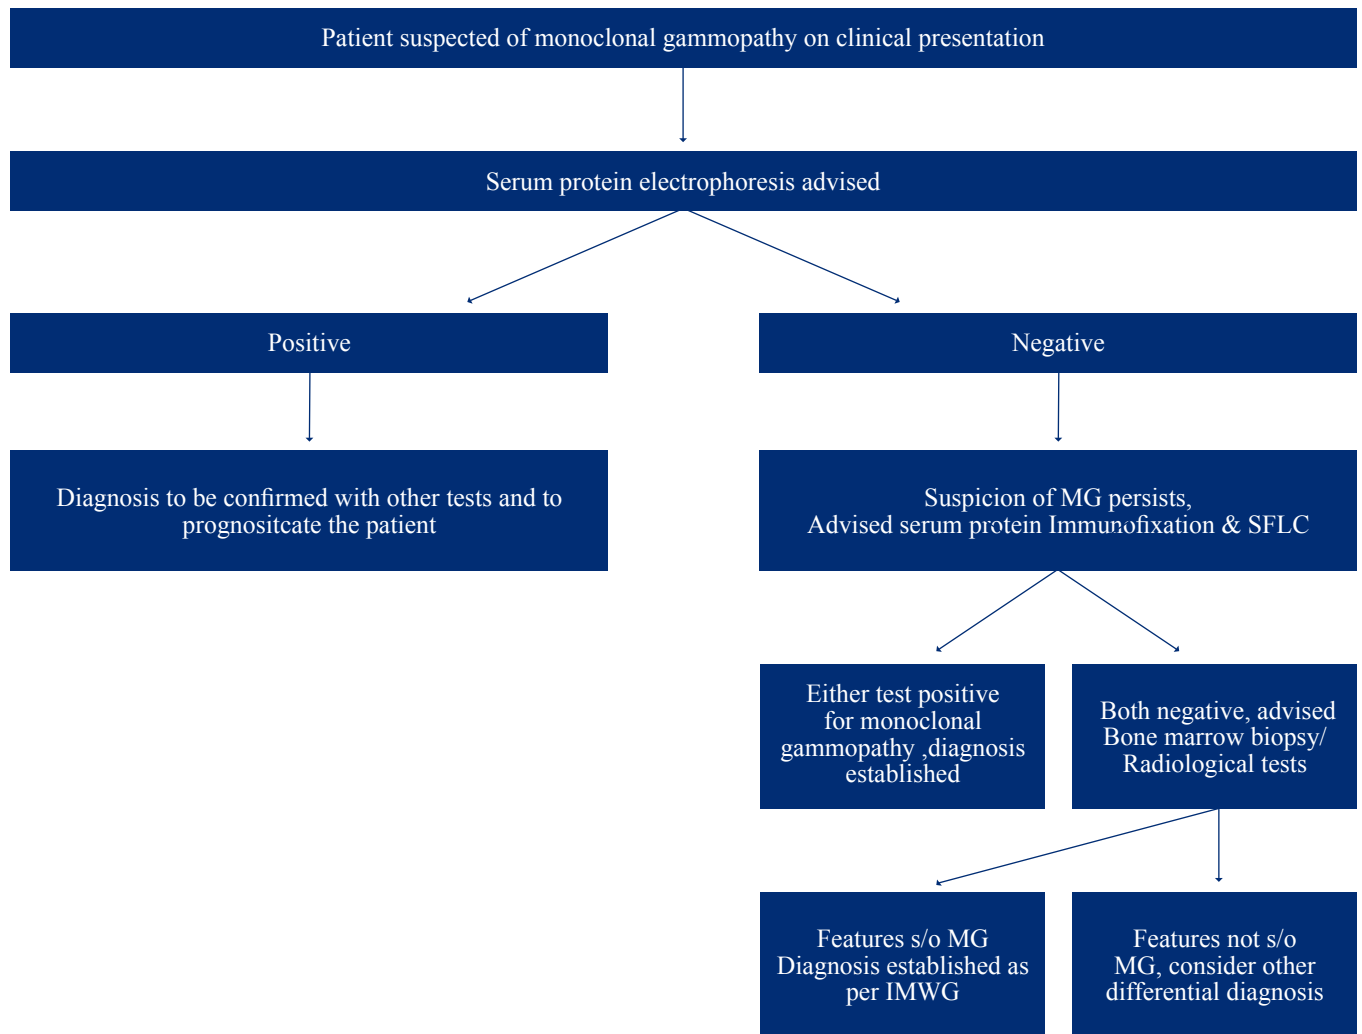 Patient suspected of monoclonal gammopathy on clinical presentation
Serum protein electrophoresis advised
Positive
Negative
Diagnosis to be confirmed with other tests and to
prognositcate the patient
Suspicion of MG persists,
Advised serum protein Immunofixation & SFLC
Either test positive
for monoclonal
gammopathy ,diagnosis
established
Both negative, advised
Bone marrow biopsy/
Radiological tests
Features s/o MG
Diagnosis established as
per IMWG
Features not s/o
MG, consider other
differential diagnosis